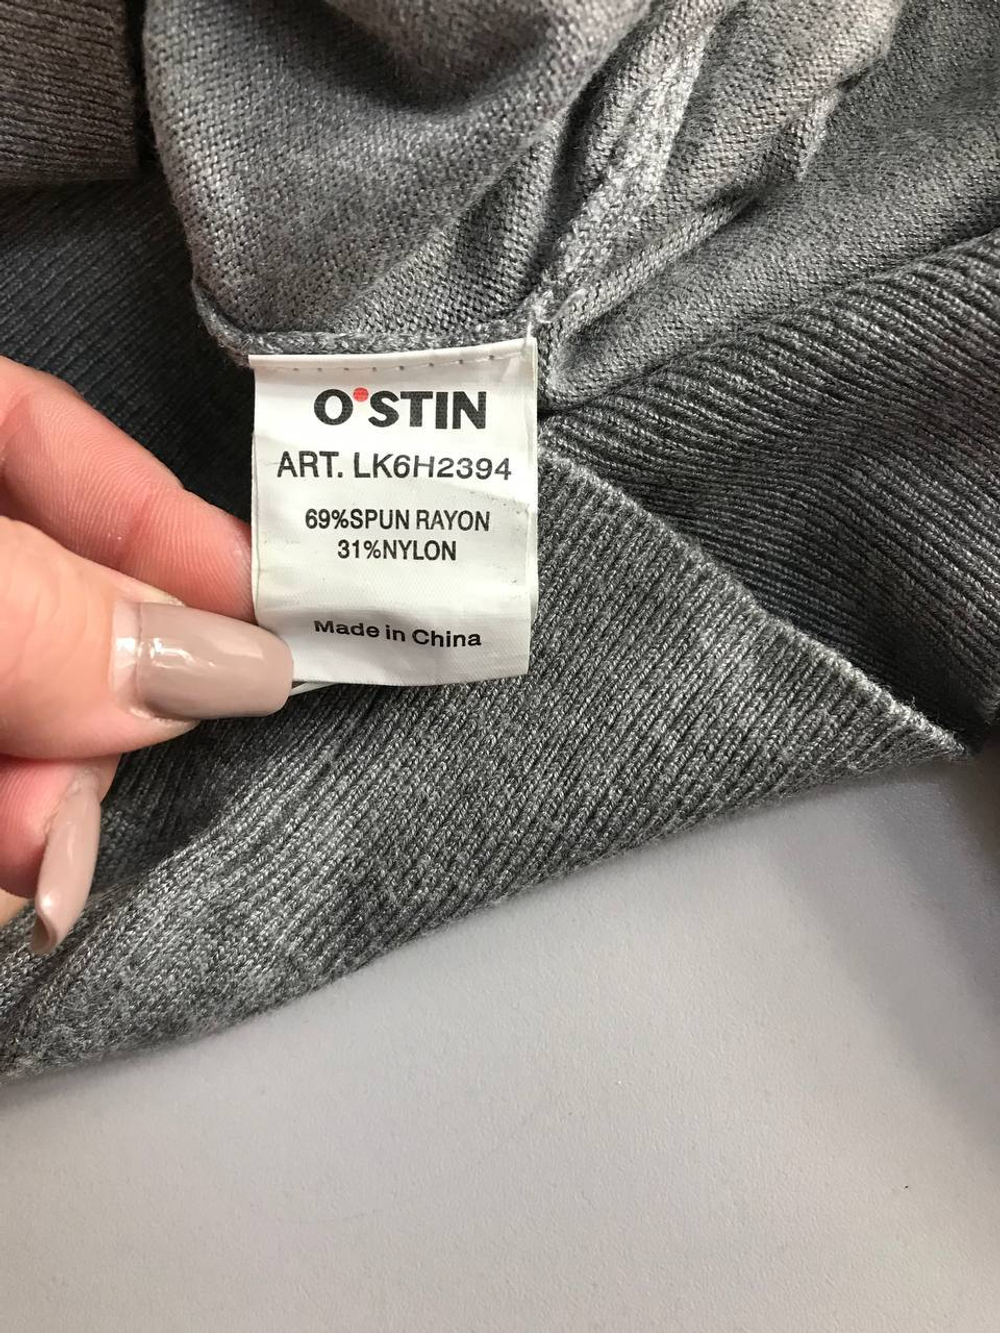 O'STIN
ART. LK6H2394
69%SPUN RAYON
31%NYLON
Made in China